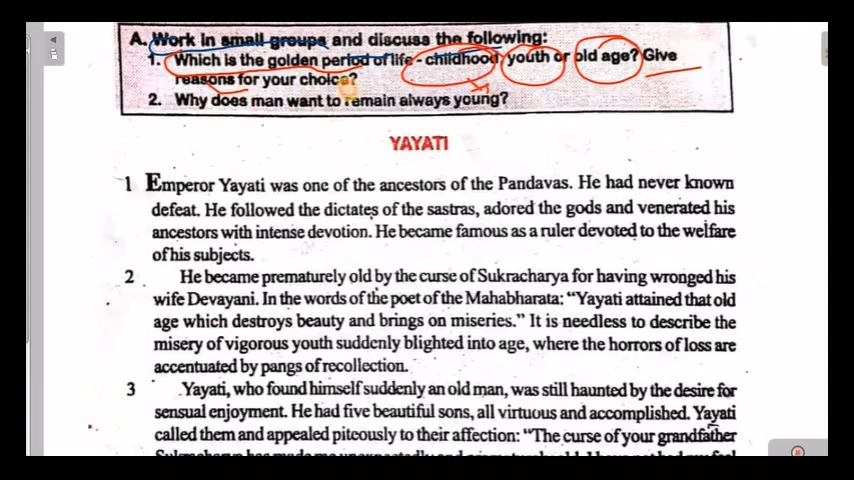 A. Work in small groups and discuss the following:
1. Which is the golden period of life - childhood, youth or old age? Give
reasons for your choice?
2. Why does man want to remain always young?
YAYATI
1 Emperor Yayati was one of the ancestors of the Pandavas. He had never known
defeat. He followed the dictates of the sastras, adored the gods and venerated his
ancestors with intense devotion. He became famous as a ruler devoted to the welfare
of his subjects.
2 He became prematurely old by the curse of Sukracharya for having wronged his
wife Devayani. In the words of the poet of the Mahabharata: “Yayati attained that old
age which destroys beauty and brings on miseries.” It is needless to describe the
misery of vigorous youth suddenly blighted into age, where the horrors of loss are
accentuated by pangs of recollection.
3 Yayati, who found himself suddenly an old man, was still haunted by the desire for
sensual enjoyment. He had five beautiful sons, all virtuous and accomplished. Yayati
called them and appealed piteously to their affection: “The curse of your grandfather